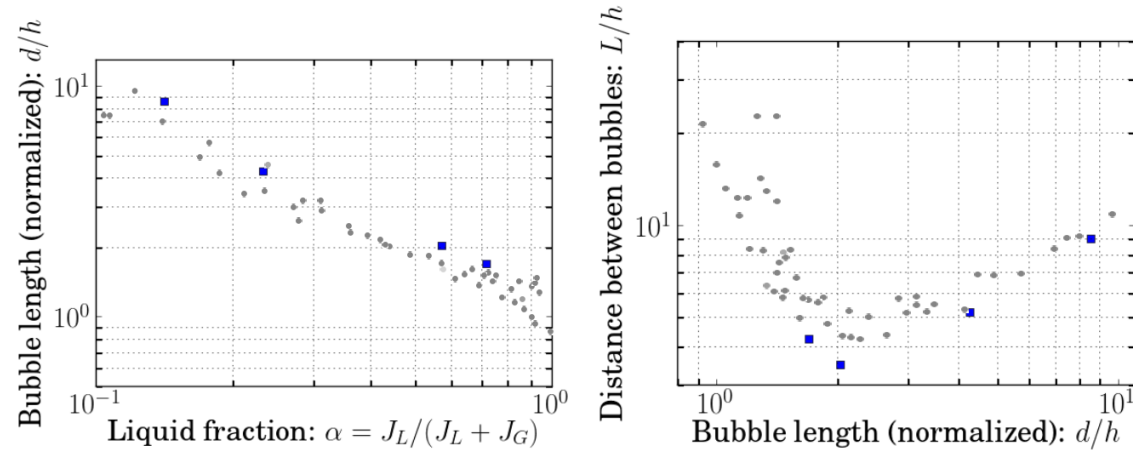 Bubble length (normalized): d/h
10¹
10⁰
10⁻¹
10⁰
Liquid fraction: α = J_L/(J_L + J_G)
Distance between bubbles: L/h
10¹
10⁰
10¹
Bubble length (normalized): d/h